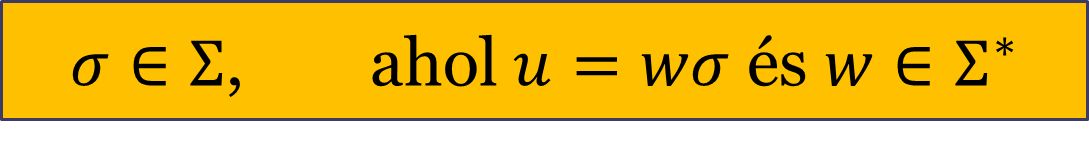 σ ∈ Σ, ahol u = wσ és w ∈ Σ*